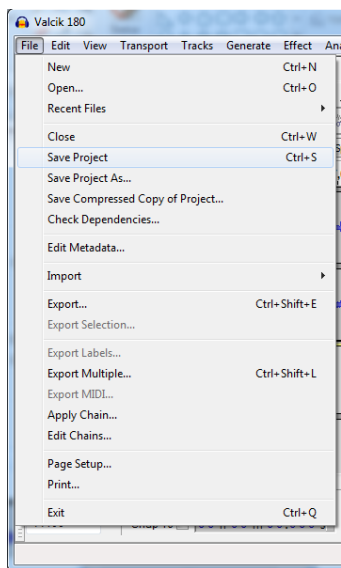 Valcik 180
File Edit View Transport Tracks Generate Effect
New Ctrl+N
Open... Ctrl+O
Recent Files
Close Ctrl+W
Save Project Ctrl+S
Save Project As...
Save Compressed Copy of Project...
Check Dependencies...
Edit Metadata...
Import
Export... Ctrl+Shift+E
Export Selection...
Export Labels...
Export Multiple... Ctrl+Shift+L
Export MIDI...
Apply Chain...
Edit Chains...
Page Setup...
Print...
Exit Ctrl+Q